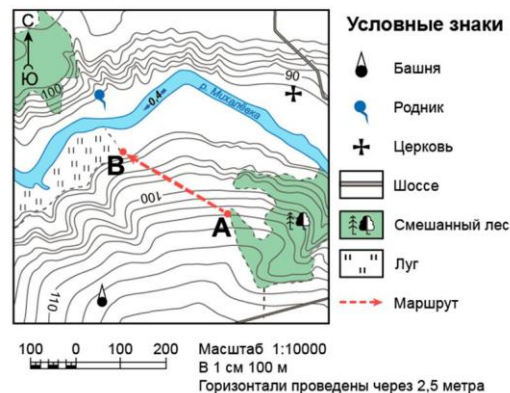 С
Ю
100
0,4
р. Михалевка
90
В
100
А
110
Условные знаки
Башня
Родник
Церковь
Шоссе
Смешанный лес
Луг
Маршрут
100 0 100 200
Масштаб 1:10000
В 1 см 100 м
Горизонтали проведены через 2,5 метра